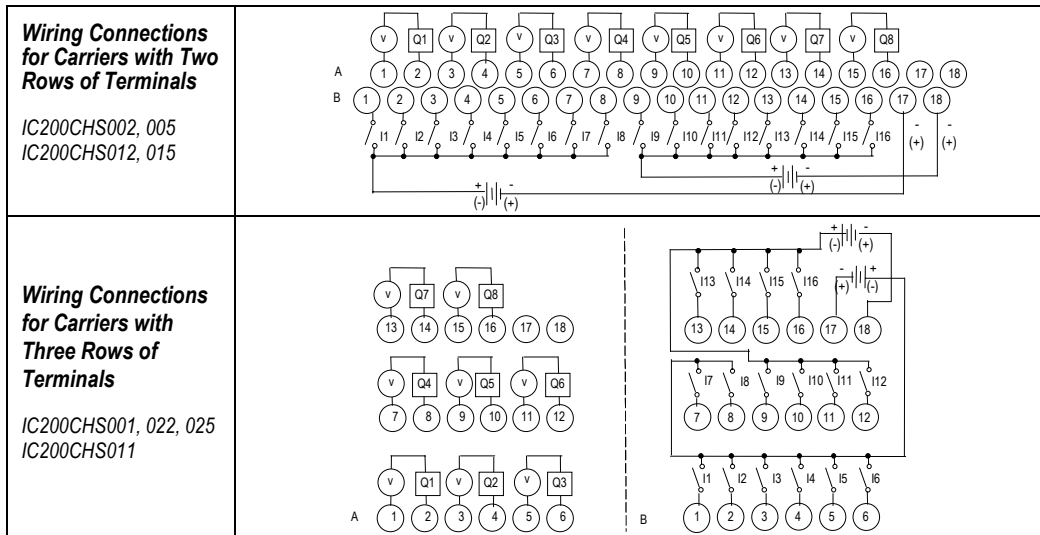 Wiring Connections
for Carriers with Two
Rows of Terminals
IC200CHS002, 005
IC200CHS012, 015
V Q1 V Q2 V Q3 V Q4 V Q5 V Q6 V Q7 V Q8
A 1 2 3 4 5 6 7 8 9 10 11 12 13 14 15 16 17 18
B 1 2 3 4 5 6 7 8 9 10 11 12 13 14 15 16 17 18
I1 I2 I3 I4 I5 I6 I7 I8 I9 I10 I11 I12 I13 I14 I15 I16 - (+) - (+)
+ - (-) (+)
+ - (-) (+)
Wiring Connections
for Carriers with
Three Rows of
Terminals
IC200CHS001, 022, 025
IC200CHS011
V Q7 V Q8
13 14 15 16 17 18
V Q4 V Q5 V Q6
7 8 9 10 11 12
V Q1 V Q2 V Q3
A 1 2 3 4 5 6
+ - (-) (+)
- + (+) (-)
I13 I14 I15 I16
13 14 15 16 17 18
I7 I8 I9 I10 I11 I12
7 8 9 10 11 12
I1 I2 I3 I4 I5 I6
B 1 2 3 4 5 6